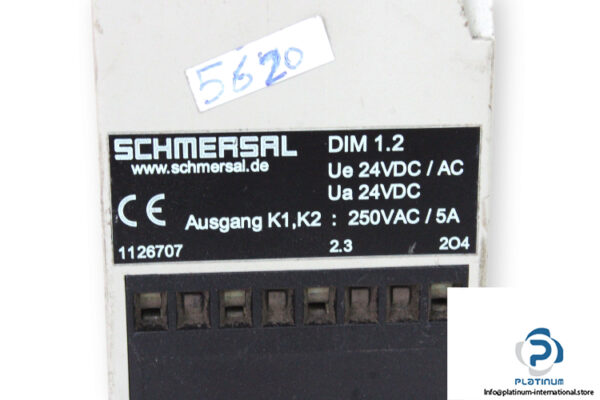 5620
SCHMERSAL
www.schmersal.de
DIM 1.2
Ue 24VDC / AC
Ua 24VDC
CE
Ausgang K1,K2 : 250VAC / 5A
1126707 2.3 2O4
PLATINUM
info@platinum-international.store